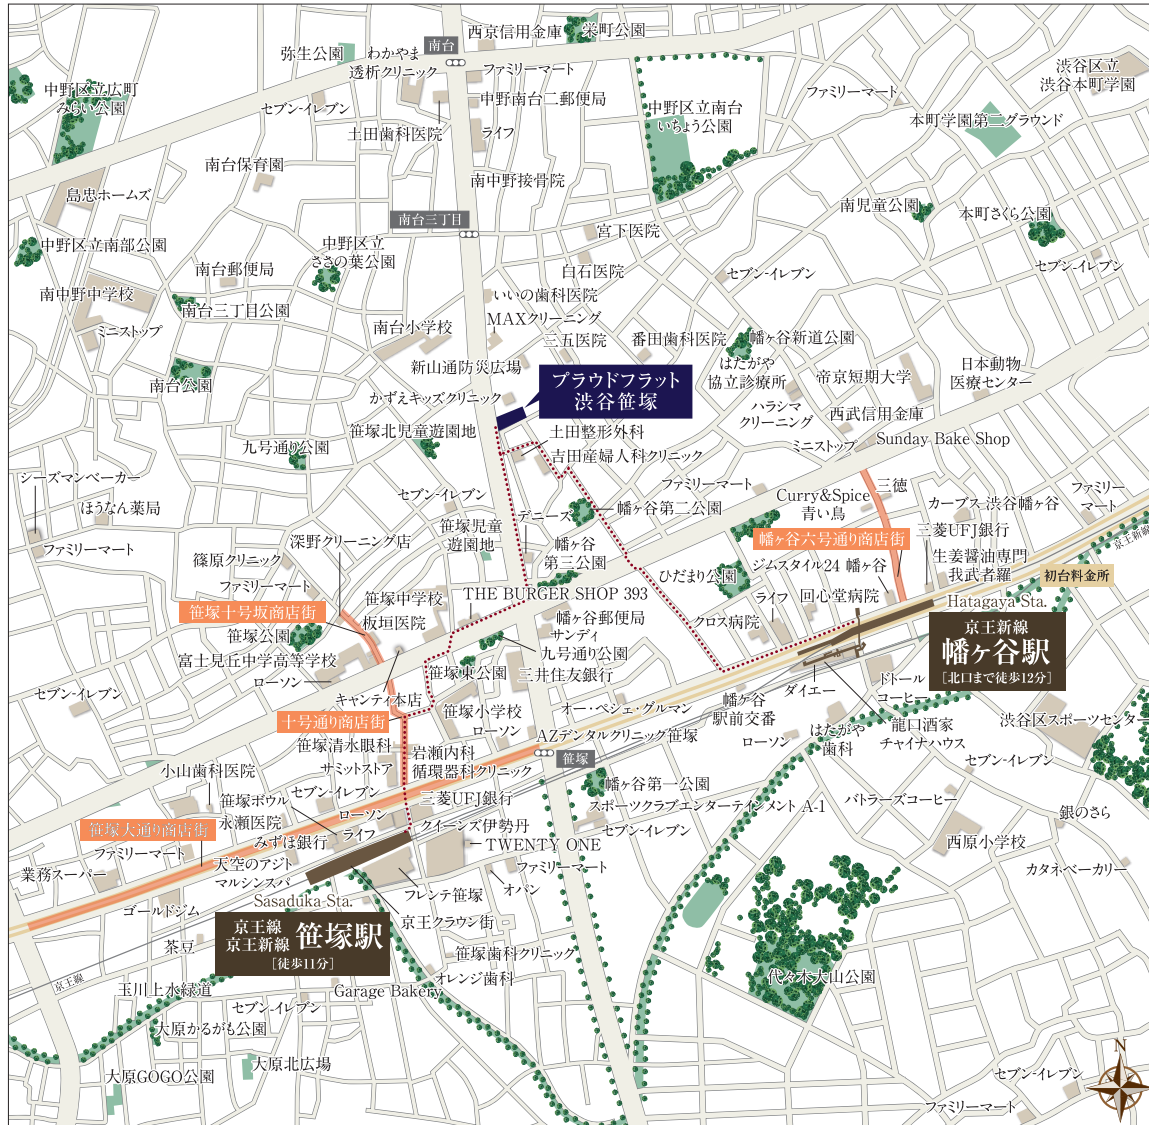 西京信用金庫
栄町公園
南台
弥生公園
わかやま
透析クリニック
ファミリーマート
渋谷区立
渋谷本町学園
中野区立広町
みらい公園
セブン-イレブン
中野南台二郵便局
中野区立南台
いちょう公園
ファミリーマート
本町学園第二グラウンド
土田歯科医院
ライフ
南台保育園
南中野接骨院
島忠ホームズ
南台三丁目
南児童公園
本町さくら公園
中野区立南部公園
中野区立
ささの葉公園
宮下医院
南台郵便局
白石医院
セブン-イレブン
セブン-イレブン
南中野中学校
いいの歯科医院
南台三丁目公園
MAXクリーニング
ミニストップ
南台小学校
三五医院
番田歯科医院
幡ヶ谷新道公園
新山通防災広場
はたがや
協立診療所
日本動物
医療センター
南台公園
プラウドフラット
渋谷笹塚
帝京短期大学
かずえキッズクリニック
ハラシマ
クリーニング
西武信用金庫
笹塚北児童遊園地
土田整形外科
ミニストップ
Sunday Bake Shop
九号通り公園
吉田産婦人科クリニック
シーズマンベーカー
セブン-イレブン
ファミリーマート
三徳
ファミリー
マート
ほうなん薬局
Curry&Spice
青い鳥
カーブス 渋谷幡ヶ谷
笹塚児童
遊園地
デニーズ
幡ヶ谷第二公園
三菱UFJ銀行
京王新線
ファミリーマート
深野クリーニング店
幡ヶ谷
第三公園
幡ヶ谷六号通り商店街
生姜醤油専門
我武者羅
篠原クリニック
ジムスタイル24 幡ヶ谷
初台料金所
ファミリーマート
ひだまり公園
ライフ
回心堂病院
Hatagaya Sta.
笹塚十号坂商店街
笹塚中学校
THE BURGER SHOP 393
板垣医院
幡ヶ谷郵便局
クロス病院
京王新線
幡ヶ谷駅
[北口まで徒歩12分]
笹塚公園
サンディ
富士見丘中学高等学校
九号通り公園
ローソン
笹塚東公園
三井住友銀行
ダイエー
ドトール
コーヒー
セブン-イレブン
キャンティ本店
幡ヶ谷
駅前交番
十号通り商店街
笹塚小学校
オー・ペシェ・グルマン
はたがや
歯科
龍口酒家
チャイナハウス
渋谷区スポーツセンター
ローソン
AZデンタルクリニック笹塚
ローソン
笹塚清水眼科
岩瀬内科
循環器科クリニック
笹塚
サミットストア
小山歯科医院
幡ヶ谷第一公園
セブン-イレブン
セブン-イレブン
笹塚ボウル
三菱UFJ銀行
スポーツクラブエンターテインメント A-1
バトラーズコーヒー
ローソン
永瀬医院
銀のさら
笹塚大通り商店街
ライフ
クイーンズ伊勢丹
セブン-イレブン
みずほ銀行
TWENTY ONE
西原小学校
ファミリーマート
天空のアジト
マルシンスパ
ファミリーマート
カタネベーカリー
業務スーパー
フレンテ笹塚
オパン
Sasaduka Sta.
ゴールドジム
京王クラウン街
京王線
京王新線
笹塚駅
[徒歩11分]
茶豆
笹塚歯科クリニック
京王線
オレンジ歯科
代々木大山公園
玉川上水緑道
Garage Bakery
セブン-イレブン
大原かるがも公園
大原北広場
大原GOGO公園
N
セブン-イレブン
ファミリーマート